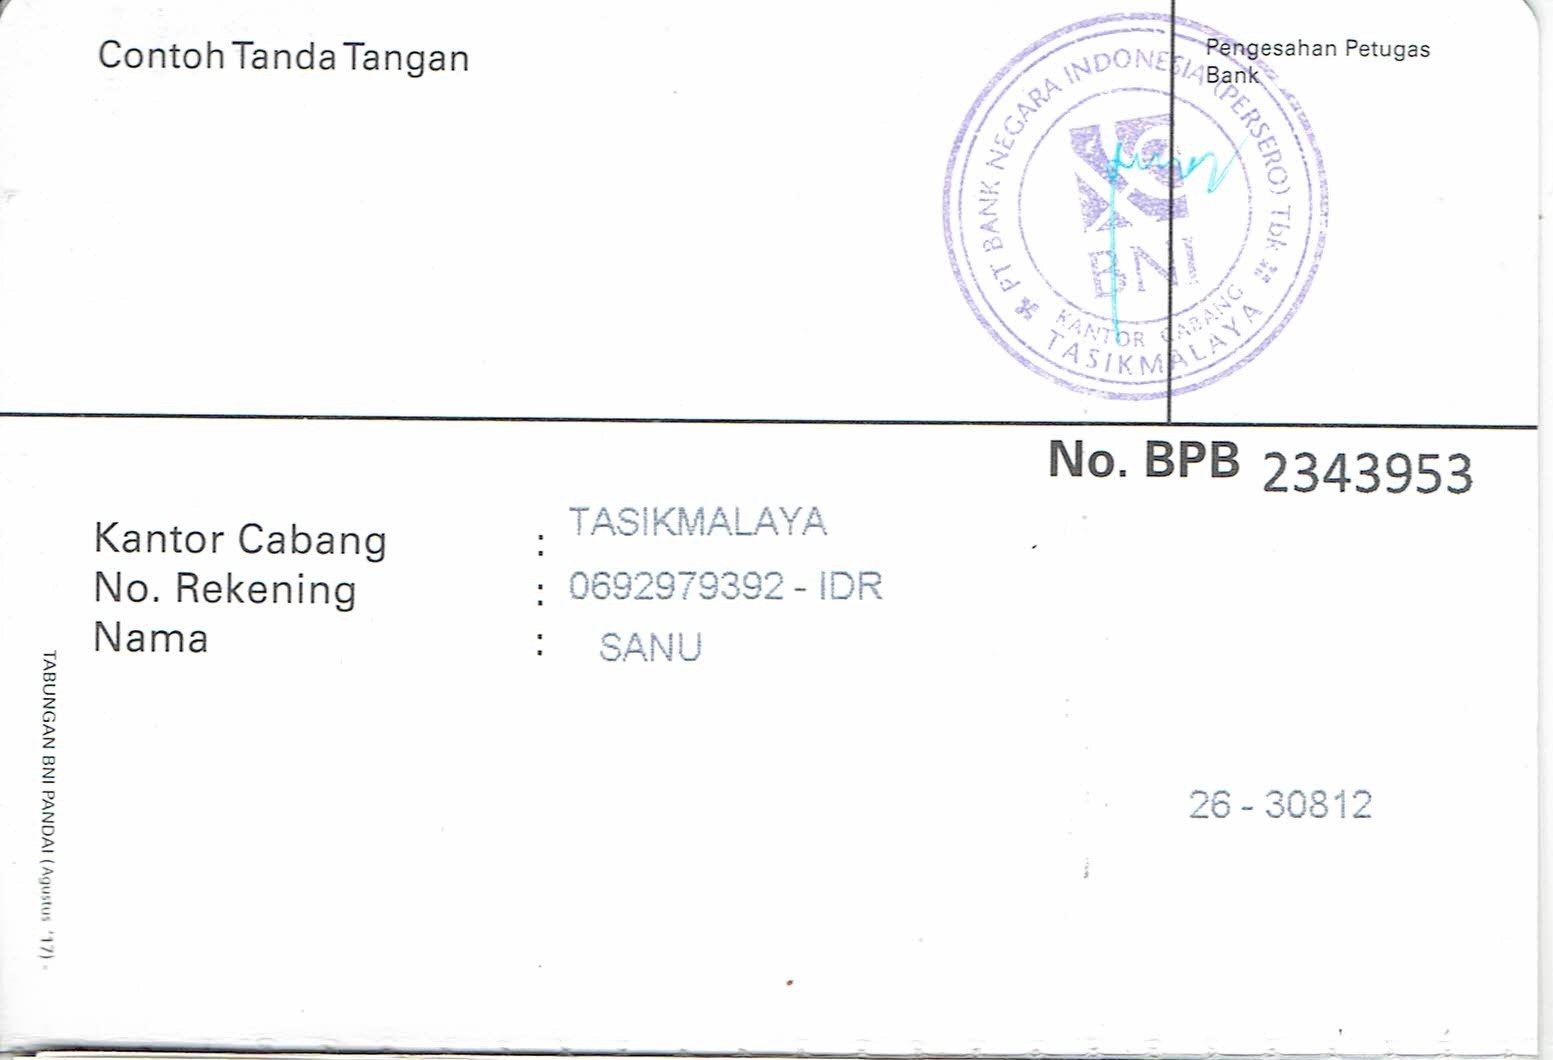 Contoh Tanda Tangan
Pengesahan Petugas
Bank
PT BANK NEGARA INDONESIA (PERSERO) Tbk
BNI
KANTOR CABANG
TASIKMALAYA
No. BPB 2343953
Kantor Cabang : TASIKMALAYA
No. Rekening : 0692979392 - IDR
Nama : SANU
26 - 30812
TABUNGAN BNI PANDAI (Agustus '17) -